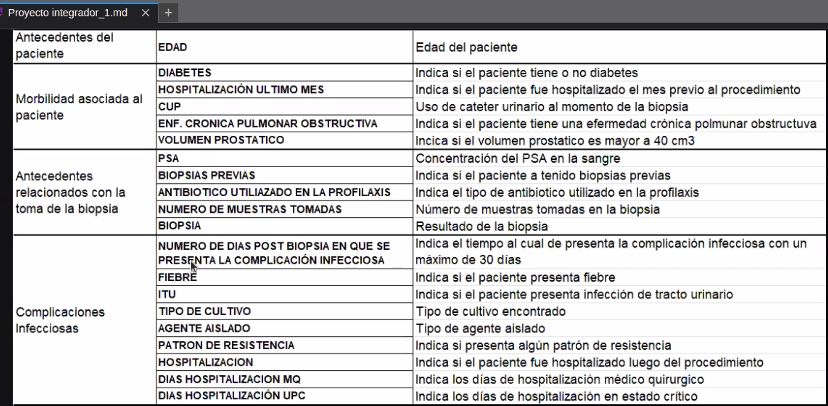 Proyecto integrador_1.md
Antecedentes del
paciente
EDAD
Edad del paciente
Morbilidad asociada al
paciente
DIABETES
Indica si el paciente tiene o no diabetes
HOSPITALIZACIÓN ULTIMO MES
Indica si el paciente fue hospitalizado el mes previo al procedimiento
CUP
Uso de cateter urinario al momento de la biopsia
ENF. CRONICA PULMONAR OBSTRUCTIVA
Indica si el paciente tiene una efermedad crónica polmunar obstructuva
VOLUMEN PROSTATICO
Incica si el volumen prostatico es mayor a 40 cm3
Antecedentes
relacionados con la
toma de la biopsia
PSA
Concentración del PSA en la sangre
BIOPSIAS PREVIAS
Indica si el paciente a tenido biopsias previas
ANTIBIOTICO UTILIAZADO EN LA PROFILAXIS
Indica el tipo de antibiotico utilizado en la profilaxis
NUMERO DE MUESTRAS TOMADAS
Número de muestras tomadas en la biopsia
BIOPSIA
Resultado de la biopsia
Complicaciones
Infecciosas
NUMERO DE DIAS POST BIOPSIA EN QUE SE
PRESENTA LA COMPLICACIÓN INFECCIOSA
Indica el tiempo al cual de presenta la complicación infecciosa con un
máximo de 30 días
FIEBRE
Indica si el paciente presenta fiebre
ITU
Indica si el paciente presenta infección de tracto urinario
TIPO DE CULTIVO
Tipo de cultivo encontrado
AGENTE AISLADO
Tipo de agente aislado
PATRON DE RESISTENCIA
Indica si presenta algún patrón de resistencia
HOSPITALIZACION
Indica si el paciente fue hospitalizado luego del procedimiento
DIAS HOSPITALIZACION MQ
Indica los días de hospitalización médico quirurgico
DIAS HOSPITALIZACIÓN UPC
Indica los días de hospitalización en estado crítico